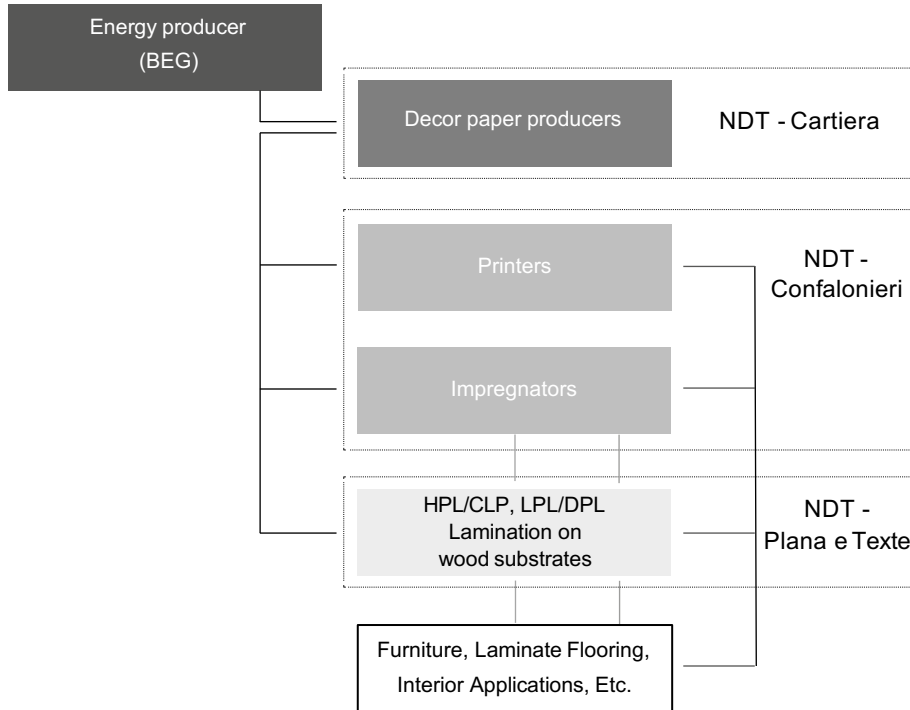 Energy producer
(BEG)
Decor paper producers
NDT - Cartiera
Printers
NDT -
Confalonieri
Impregnators
HPL/CLP, LPL/DPL
Lamination on
wood substrates
NDT -
Plana e Texte
Furniture, Laminate Flooring,
Interior Applications, Etc.